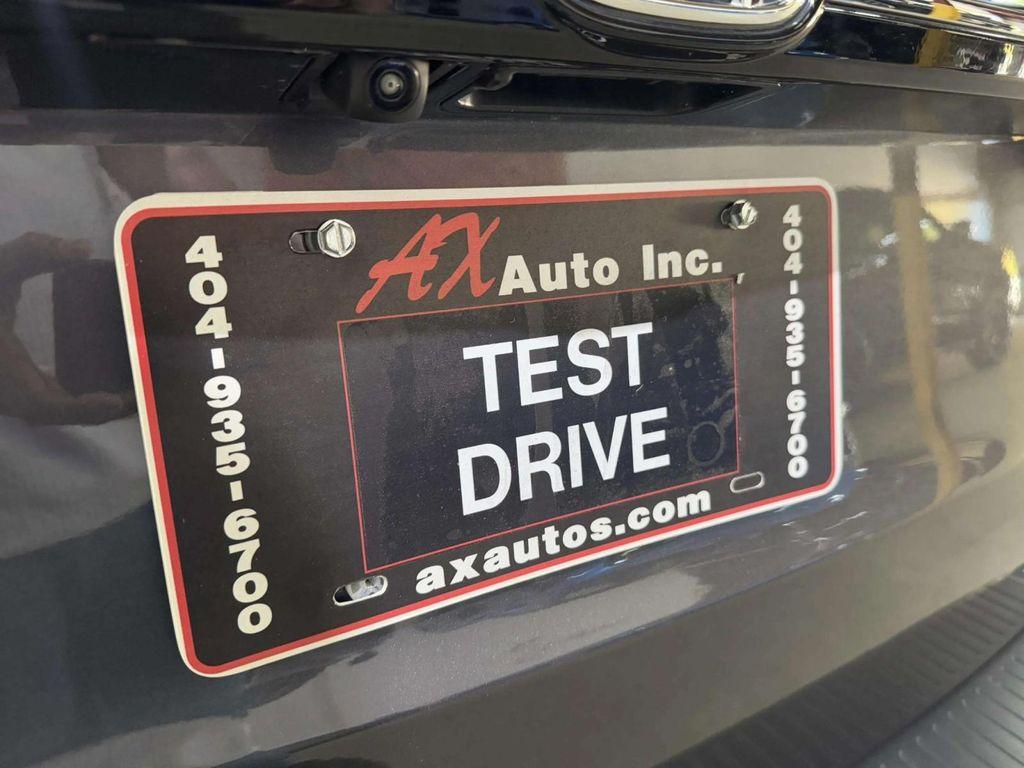 AX Auto Inc.
404-935-6700
TEST
DRIVE
404-935-6700
axautos.com